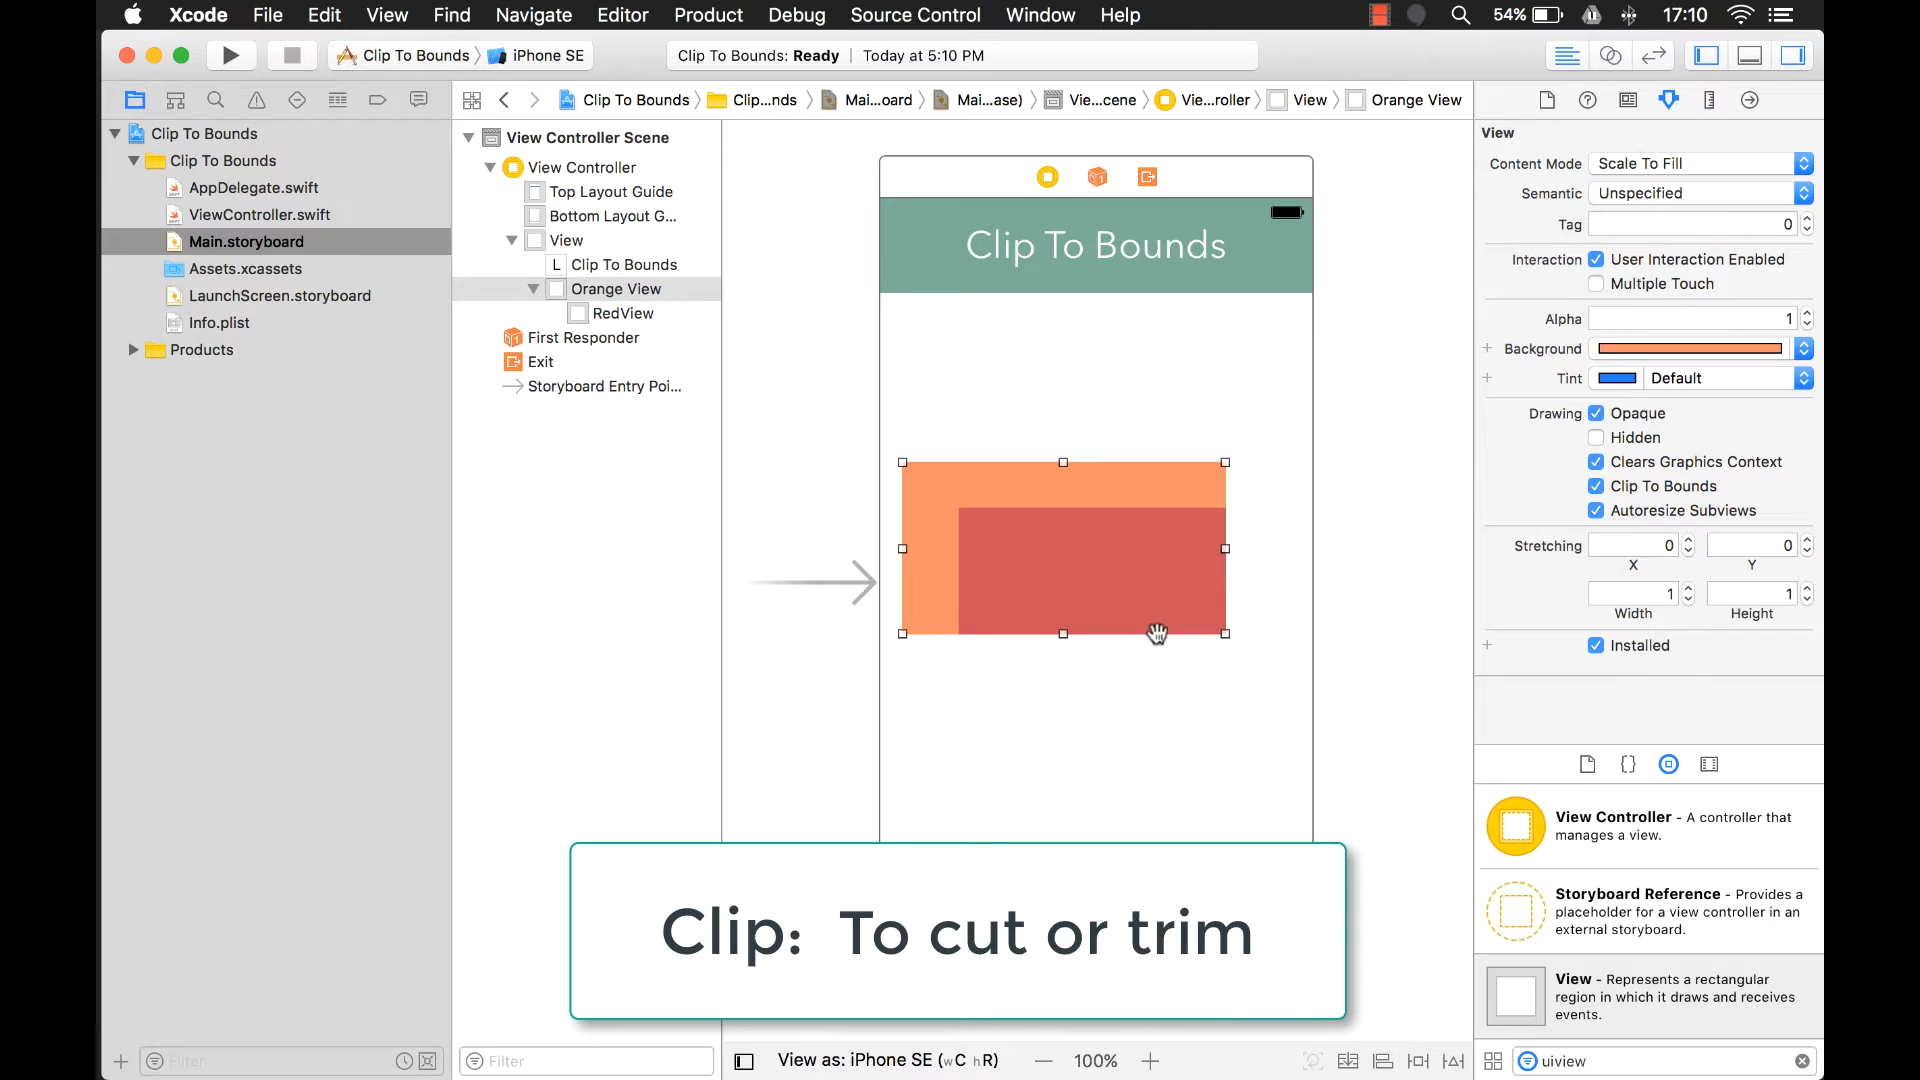 Xcode File Edit View Find Navigate Editor Product Debug Source Control Window Help 54% 17:10
Clip To Bounds iPhone SE Clip To Bounds: Ready Today at 5:10 PM
Clip To Bounds Clip...nds Mai...oard Mai...ase) Vie...cene Vie...roller View Orange View
Clip To Bounds
Clip To Bounds
AppDelegate.swift
ViewController.swift
Main.storyboard
Assets.xcassets
LaunchScreen.storyboard
Info.plist
Products
Filter
View Controller Scene
View Controller
Top Layout Guide
Bottom Layout G...
View
L Clip To Bounds
Orange View
RedView
First Responder
Exit
Storyboard Entry Poi...
Filter
Clip To Bounds
Clip: To cut or trim
View as: iPhone SE (wC hR) 100%
View
Content Mode Scale To Fill
Semantic Unspecified
Tag 0
Interaction User Interaction Enabled
Multiple Touch
Alpha 1
Background
Tint Default
Drawing Opaque
Hidden
Clears Graphics Context
Clip To Bounds
Autoresize Subviews
Stretching 0 0
X Y
1 1
Width Height
Installed
View Controller - A controller that
manages a view.
Storyboard Reference - Provides a
placeholder for a view controller in an
external storyboard.
View - Represents a rectangular
region in which it draws and receives
events.
uiview